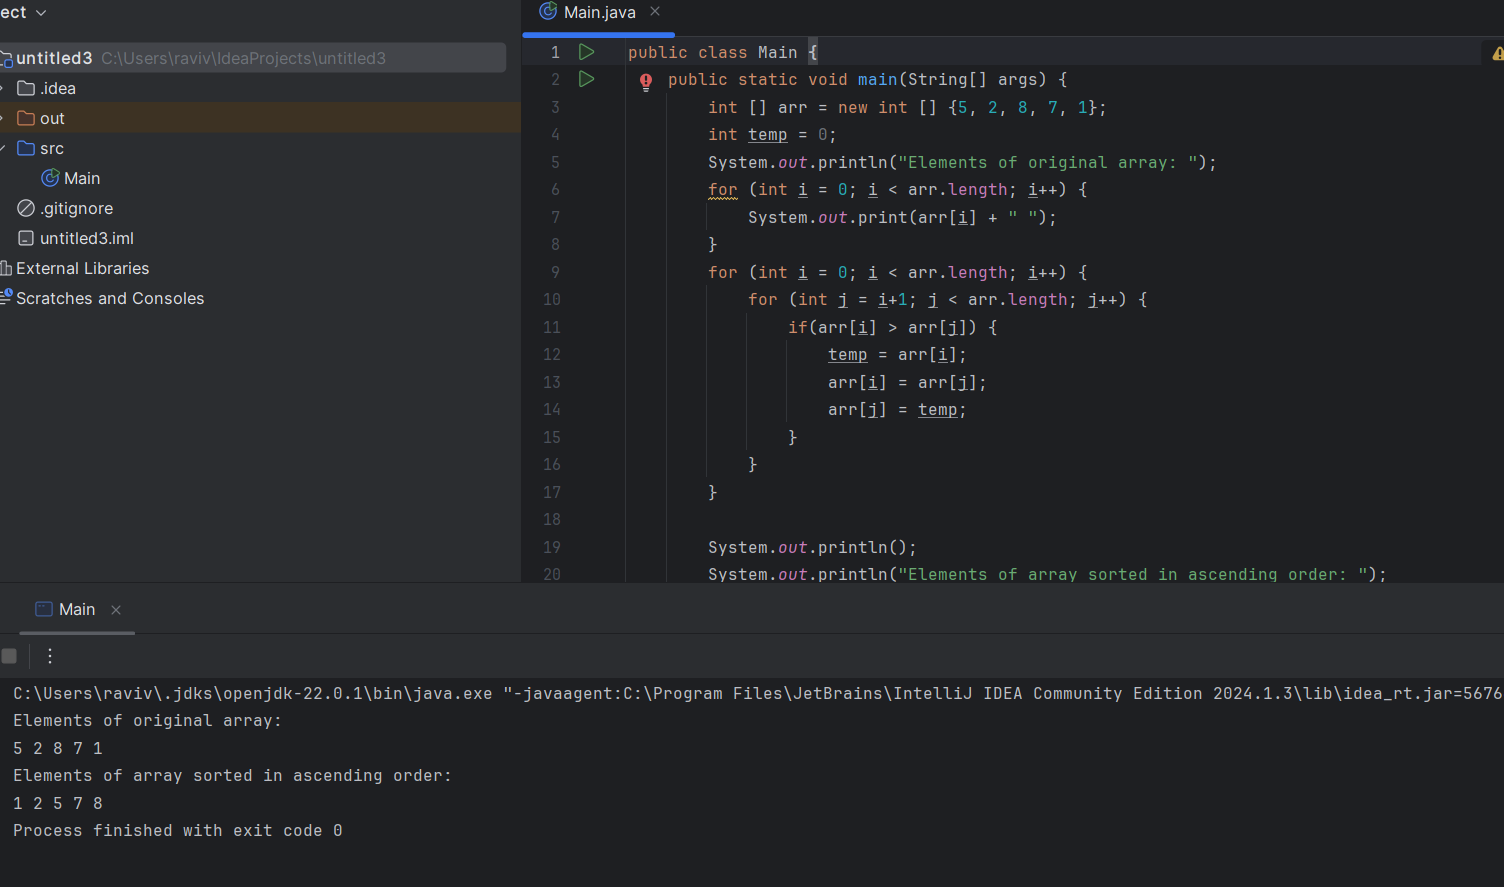 ect
untitled3 C:\Users\raviv\IdeaProjects\untitled3
.idea
out
src
Main
.gitignore
untitled3.iml
External Libraries
Scratches and Consoles
Main.java
1 public class Main {
2 public static void main(String[] args) {
3 int [] arr = new int [] {5, 2, 8, 7, 1};
4 int temp = 0;
5 System.out.println("Elements of original array: ");
6 for (int i = 0; i < arr.length; i++) {
7 System.out.print(arr[i] + " ");
8 }
9 for (int i = 0; i < arr.length; i++) {
10 for (int j = i+1; j < arr.length; j++) {
11 if(arr[i] > arr[j]) {
12 temp = arr[i];
13 arr[i] = arr[j];
14 arr[j] = temp;
15 }
16 }
17 }
18
19 System.out.println();
20 System.out.println("Elements of array sorted in ascending order: ");
Main
C:\Users\raviv\.jdks\openjdk-22.0.1\bin\java.exe "-javaagent:C:\Program Files\JetBrains\IntelliJ IDEA Community Edition 2024.1.3\lib\idea_rt.jar=5676
Elements of original array:
5 2 8 7 1
Elements of array sorted in ascending order:
1 2 5 7 8
Process finished with exit code 0